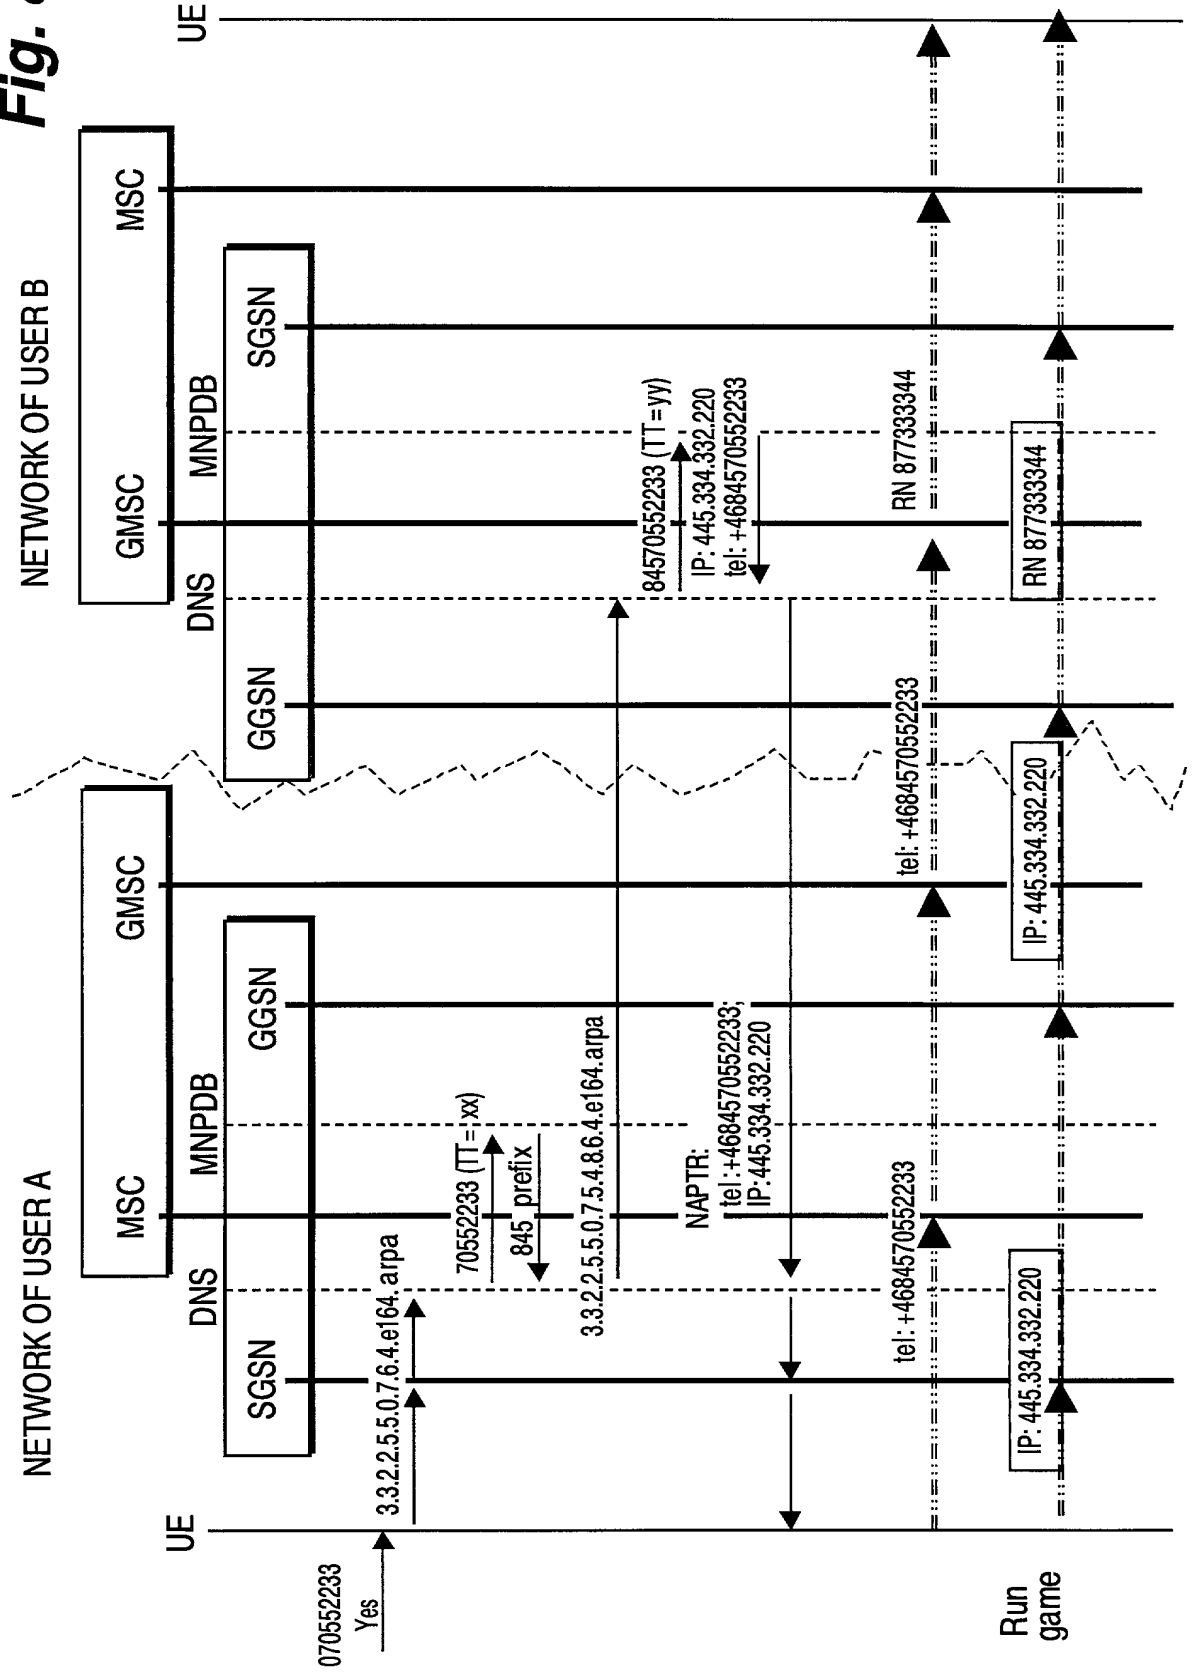 Fig.
NETWORK OF USER A
NETWORK OF USER B
MSC
GMSC
GMSC
MSC
DNS
MNPDB
DNS
MNPDB
UE
SGSN
GGSN
GGSN
SGSN
UE
070552233
Yes
3.3.2.2.5.5.0.7.6.4.e164.arpa
70552233 (TT=xx)
845 prefix
3.3.2.2.5.5.0.7.5.4.8.6.4.e164.arpa
84570552233 (TT=yy)
IP: 445.334.332.220
tel: +4684570552233
NAPTR:
tel:+4684570552233;
IP:445.334.332.220
tel: +4684570552233
tel: +4684570552233
RN 877333344
Run
game
IP: 445.334.332.220
IP: 445.334.332.220
RN 877333344